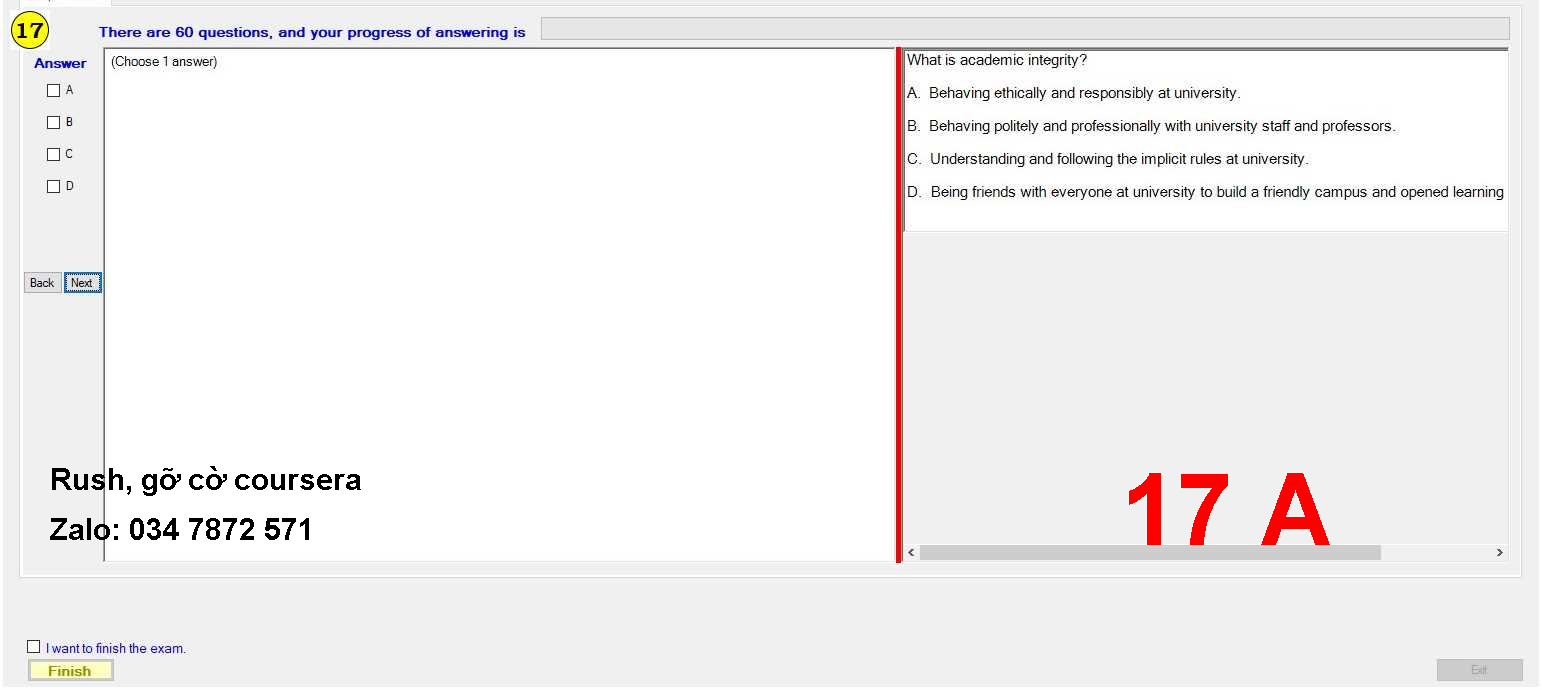 17
There are 60 questions, and your progress of answering is
Answer
(Choose 1 answer)
A
B
C
D
Back
Next
What is academic integrity?
A. Behaving ethically and responsibly at university.
B. Behaving politely and professionally with university staff and professors.
C. Understanding and following the implicit rules at university.
D. Being friends with everyone at university to build a friendly campus and opened learning
Rush, gỡ cờ coursera
Zalo: 034 7872 571
17 A
I want to finish the exam.
Finish
Exit